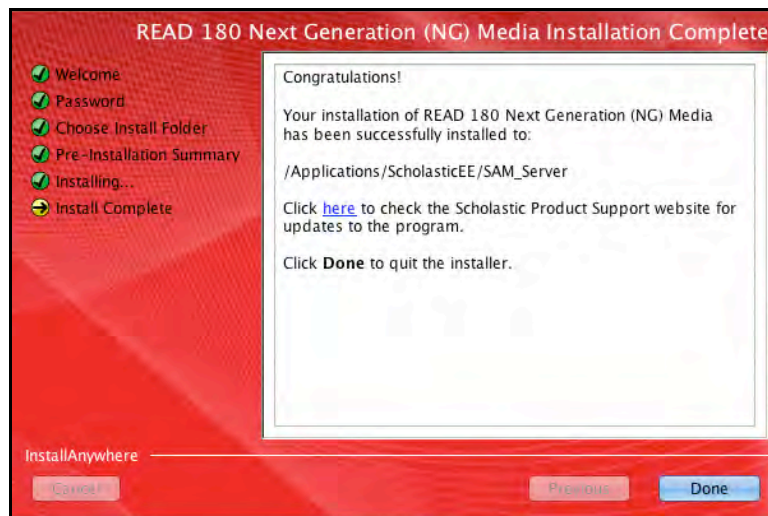 READ 180 Next Generation (NG) Media Installation Complete
Welcome
Password
Choose Install Folder
Pre-Installation Summary
Installing...
Install Complete
Congratulations!
Your installation of READ 180 Next Generation (NG) Media
has been successfully installed to:
/Applications/ScholasticEE/SAM_Server
Click here to check the Scholastic Product Support website for
updates to the program.
Click Done to quit the installer.
InstallAnywhere
Cancel
Previous
Done